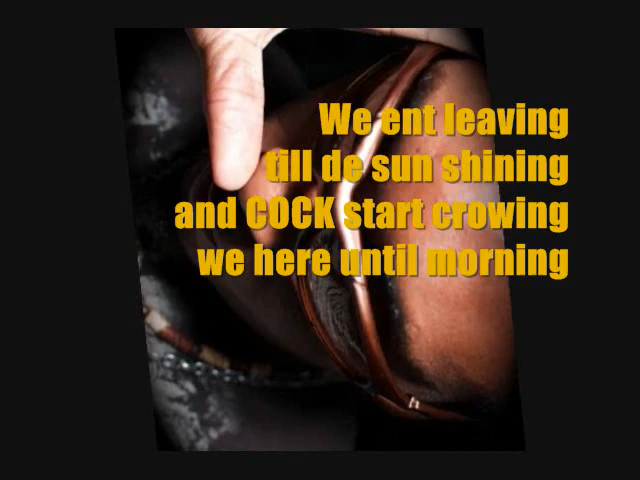 We ent leaving
till de sun shining
and COCK start crowing
we here until morning